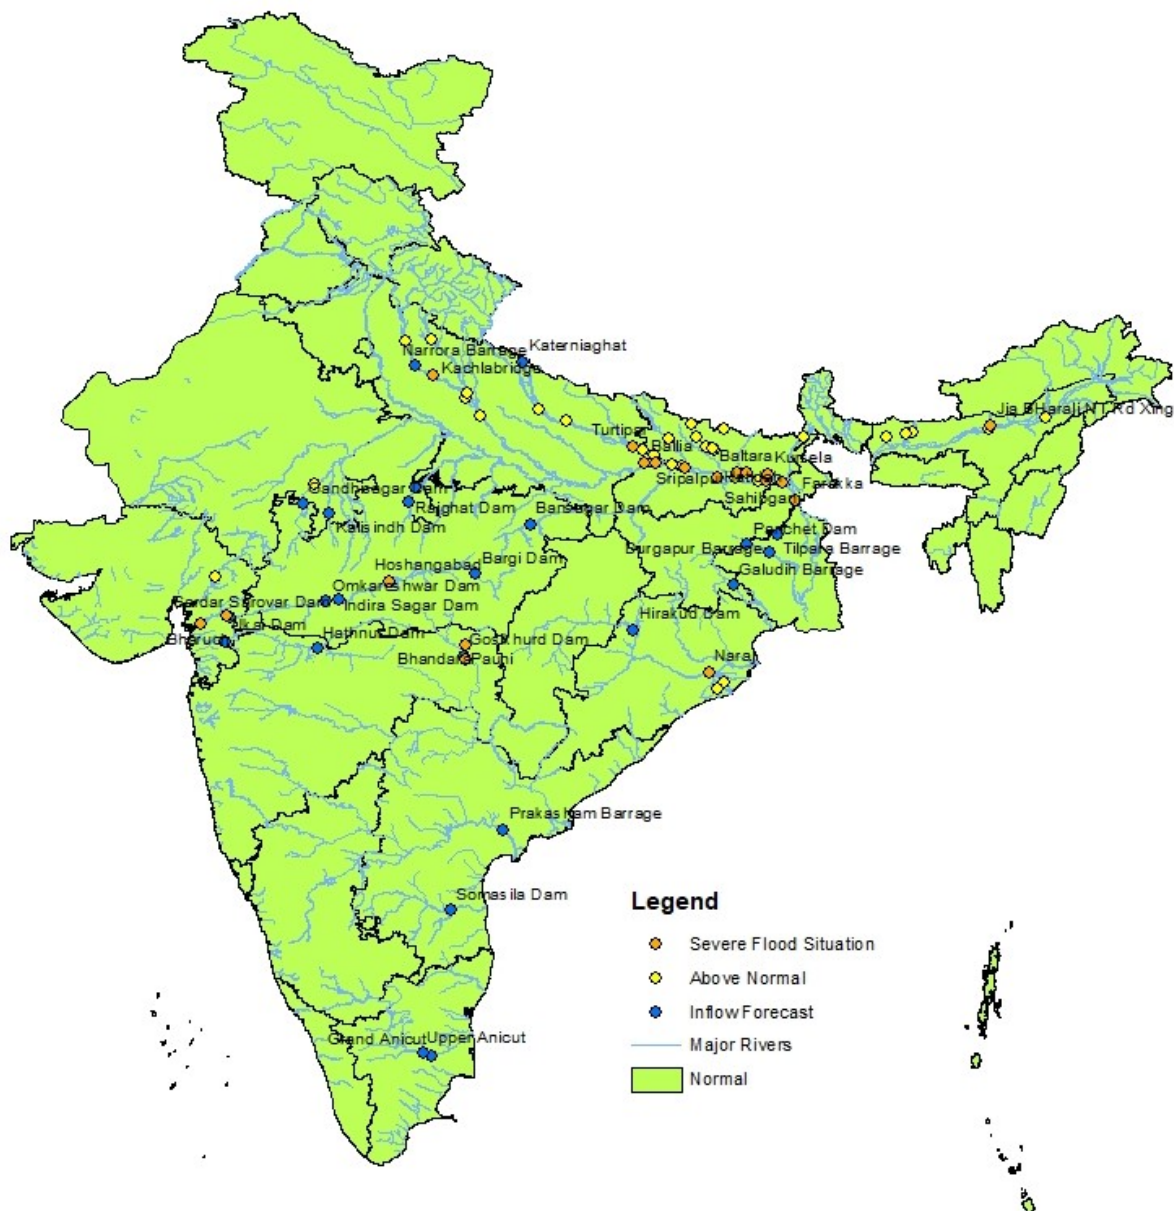 Katerniaghat
Narrora Barrage
Kachlabridge
Jia BHarali NT Rd Xing
Turtipar
Ballia
Baltara
Kursela
Farakka
Sahibganj
Gandhisagar Dam
Rajghat Dam
Bansagar Dam
Kalisindh Dam
Panchet Dam
Durgapur Barrage
Tilpara Barrage
Bargi Dam
Hoshangabad
Galudih Barrage
Omkareshwar Dam
Sardar Sarovar Dam
Indira Sagar Dam
Hirakud Dam
Ukai Dam
Bharuch
Hathnur Dam
Gosikhurd Dam
Bhandara
Pauni
Naraj
Prakasham Barrage
Somasila Dam
Legend
Severe Flood Situation
Above Normal
Inflow Forecast
Grand Anicut
Upper Anicut
Major Rivers
Normal